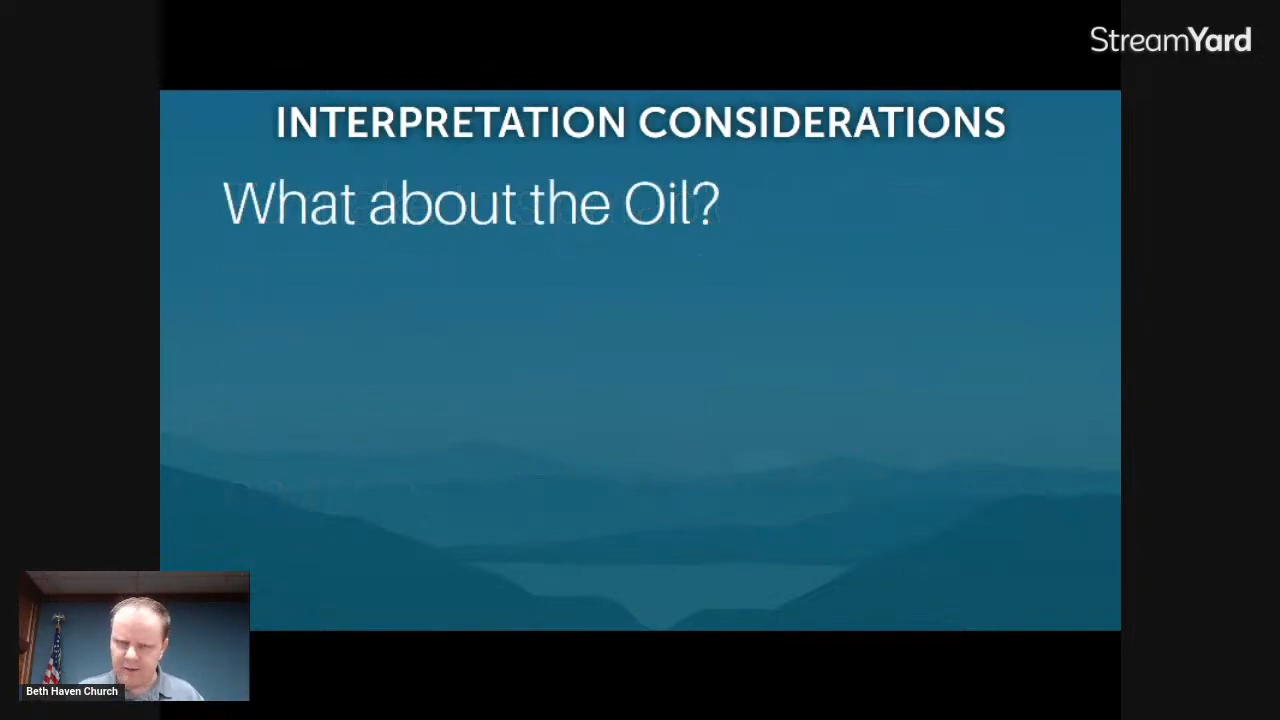 StreamYard
INTERPRETATION CONSIDERATIONS
What about the Oil?
Beth Haven Church